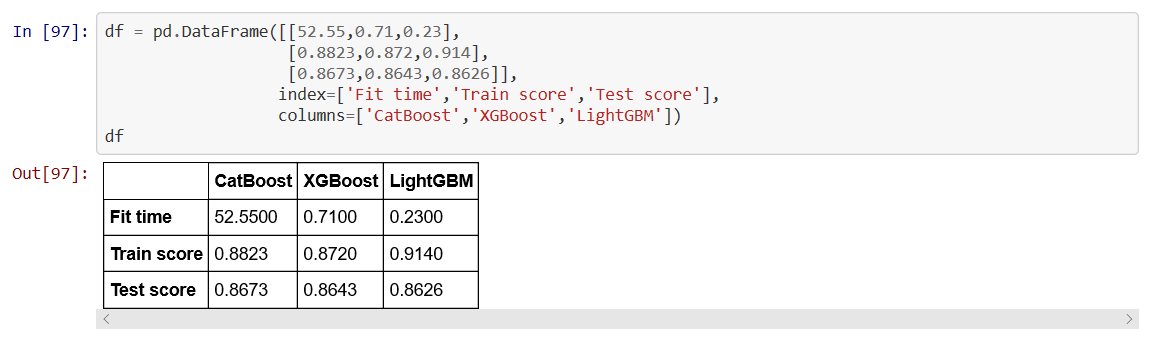 In [97]: df = pd.DataFrame([[52.55,0.71,0.23],
                   [0.8823,0.872,0.914],
                   [0.8673,0.8643,0.8626]],
                  index=['Fit time','Train score','Test score'],
                  columns=['CatBoost','XGBoost','LightGBM'])
df
Out[97]:
CatBoost XGBoost LightGBM
Fit time 52.5500 0.7100 0.2300
Train score 0.8823 0.8720 0.9140
Test score 0.8673 0.8643 0.8626